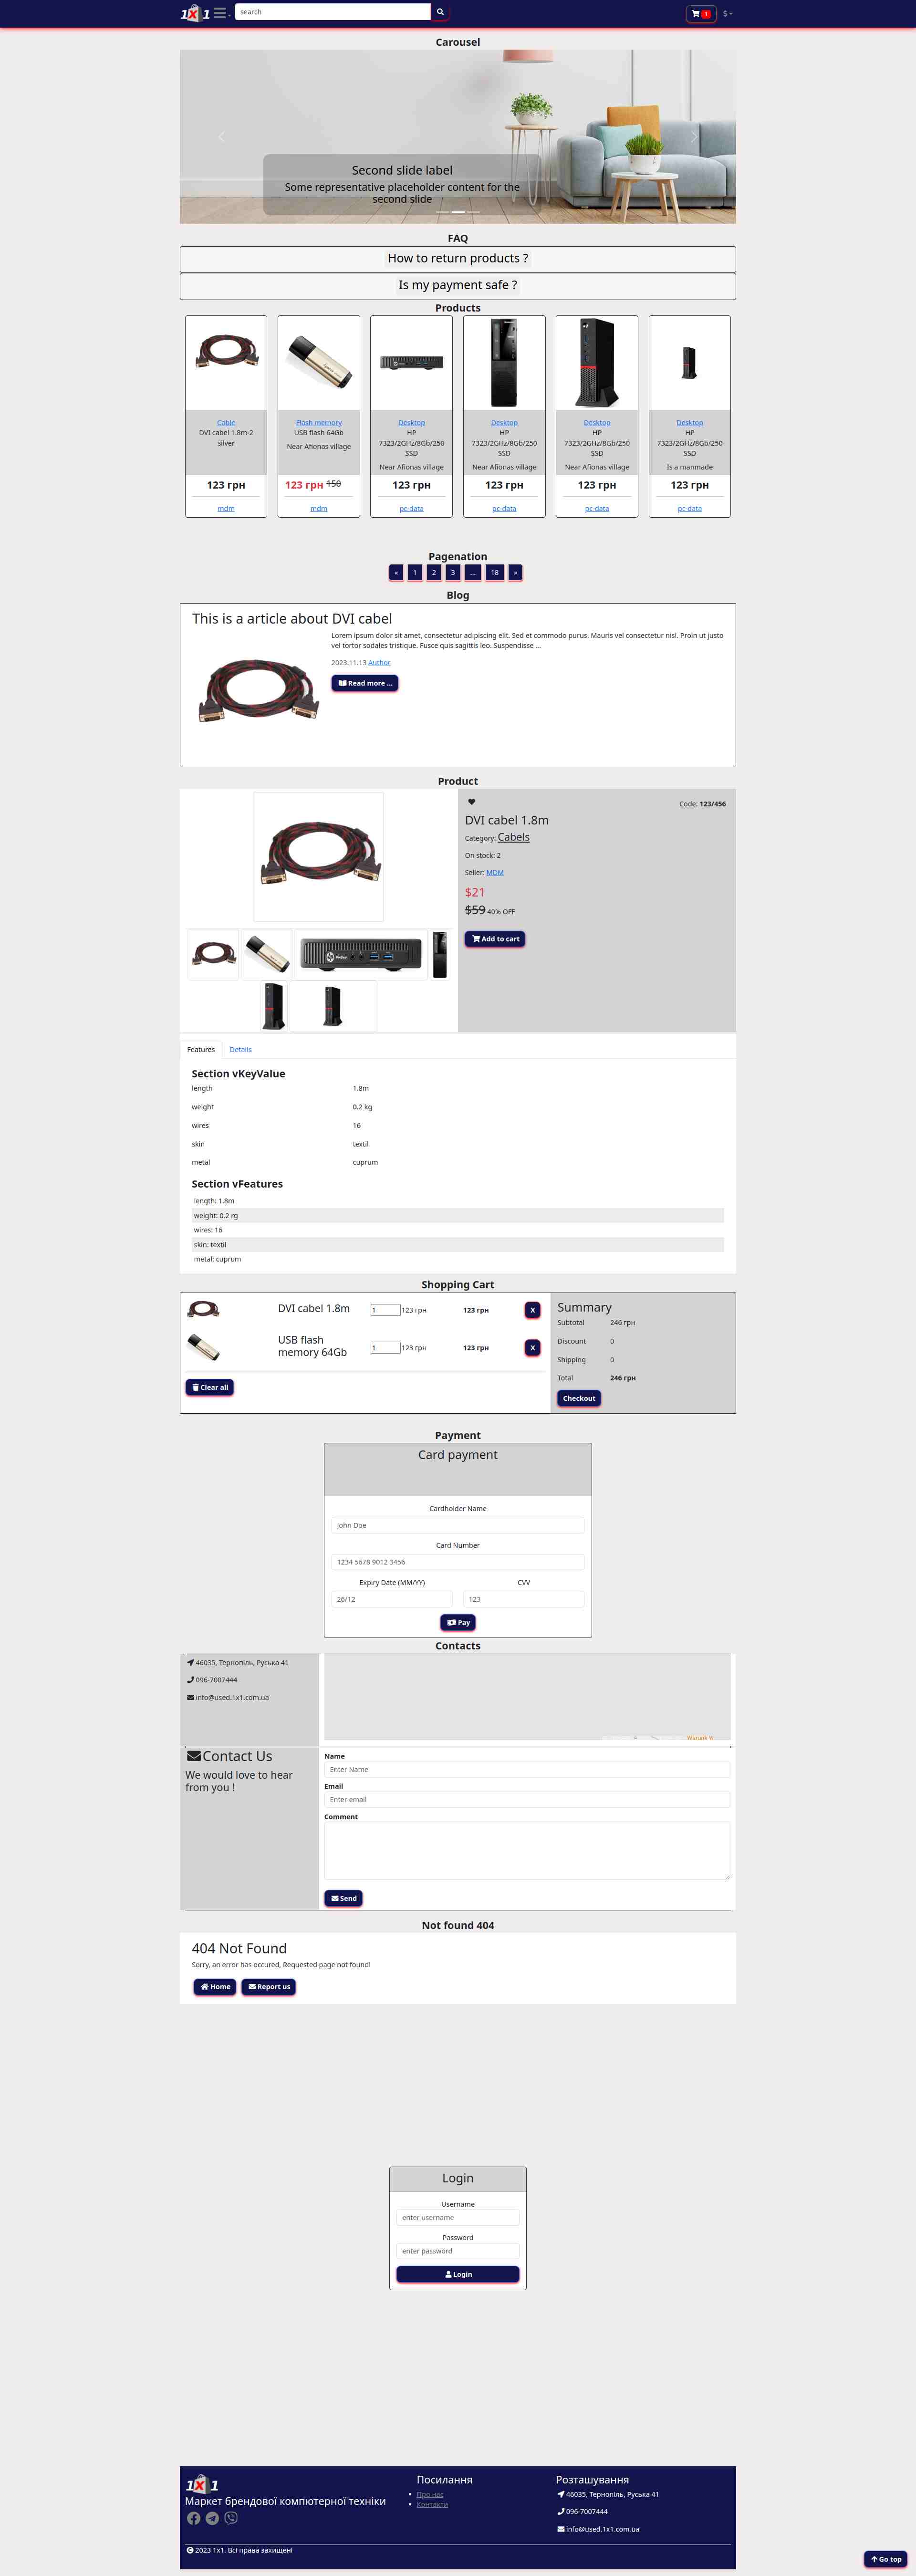 1X1
search
1
$
Carousel
Second slide label
Some representative placeholder content for the
second slide
FAQ
How to return products ?
Is my payment safe ?
Products
Cable
DVI cabel 1.8m-2
silver
123 грн
mdm
Flash memory
USB flash 64Gb
Near Afionas village
123 грн 150
mdm
Desktop
HP
7323/2GHz/8Gb/250
SSD
Near Afionas village
123 грн
pc-data
Desktop
HP
7323/2GHz/8Gb/250
SSD
Near Afionas village
123 грн
pc-data
Desktop
HP
7323/2GHz/8Gb/250
SSD
Near Afionas village
123 грн
pc-data
Desktop
HP
7323/2GHz/8Gb/250
SSD
Is a manmade
123 грн
pc-data
Pagenation
« 1 2 3 ... 18 »
Blog
This is a article about DVI cabel
Lorem ipsum dolor sit amet, consectetur adipiscing elit. Sed et commodo purus. Mauris vel consectetur nisl. Proin ut justo
vel tortor sodales tristique. Fusce quis sagittis leo. Suspendisse ...
2023.11.13 Author
Read more ...
Product
Code: 123/456
DVI cabel 1.8m
Category: Cabels
On stock: 2
Seller: MDM
$21
$59 40% OFF
Add to cart
Features Details
Section vKeyValue
length 1.8m
weight 0.2 kg
wires 16
skin textil
metal cuprum
Section vFeatures
length: 1.8m
weight: 0.2 rg
wires: 16
skin: textil
metal: cuprum
Shopping Cart
DVI cabel 1.8m 1 123 грн 123 грн X
USB flash
memory 64Gb 1 123 грн 123 грн X
Clear all
Summary
Subtotal 246 грн
Discount 0
Shipping 0
Total 246 грн
Checkout
Payment
Card payment
Cardholder Name
John Doe
Card Number
1234 5678 9012 3456
Expiry Date (MM/YY) CVV
26/12 123
Pay
Contacts
46035, Тернопіль, Руська 41
096-7007444
info@used.1x1.com.ua
Contact Us
We would love to hear
from you !
Name
Enter Name
Email
Enter email
Comment
Send
Not found 404
404 Not Found
Sorry, an error has occured, Requested page not found!
Home Report us
Login
Username
enter username
Password
enter password
Login
1X1
Маркет брендової компьютерної техніки
Посилання
Про нас
Контакти
Розташування
46035, Тернопіль, Руська 41
096-7007444
info@used.1x1.com.ua
2023 1x1. Всі права захищені
Go top